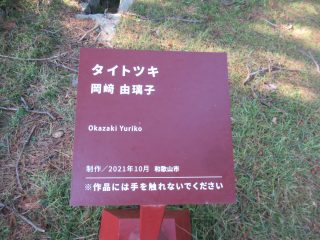 タイトツキ
岡崎 由璃子
Okazaki Yuriko
制作／2021年10月 和歌山市
※作品には手を触れないでください